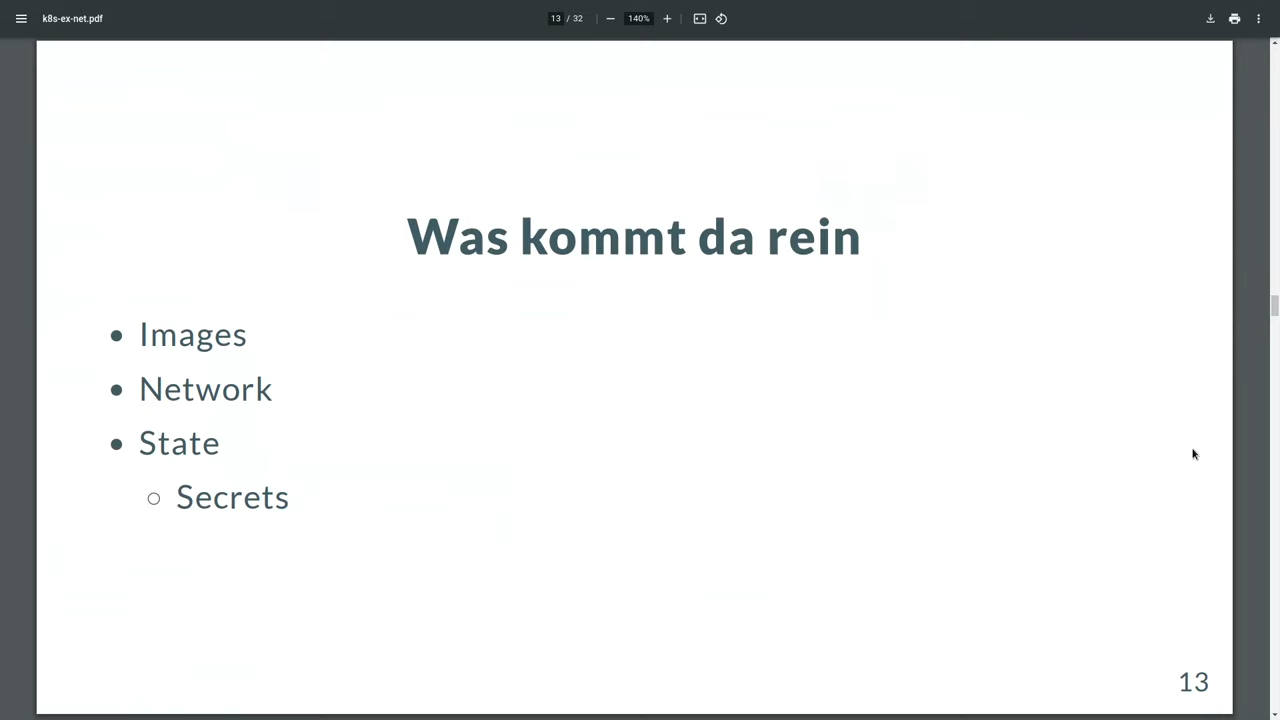 k8s-ex-net.pdf
13 / 32
140%
Was kommt da rein
Images
Network
State
Secrets
13